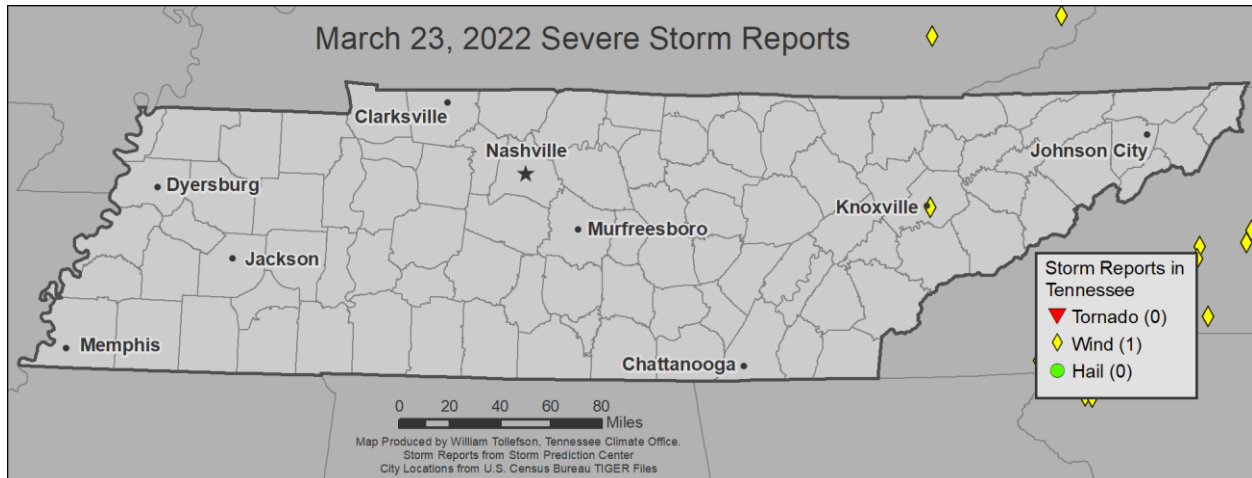 March 23, 2022 Severe Storm Reports
Clarksville
Nashville
Johnson City
Dyersburg
Knoxville
Murfreesboro
Jackson
Storm Reports in
Tennessee
Tornado (0)
Wind (1)
Hail (0)
Memphis
Chattanooga
0 20 40 60 80
Miles
Map Produced by William Tollefson, Tennessee Climate Office.
Storm Reports from Storm Prediction Center
City Locations from U.S. Census Bureau TIGER Files